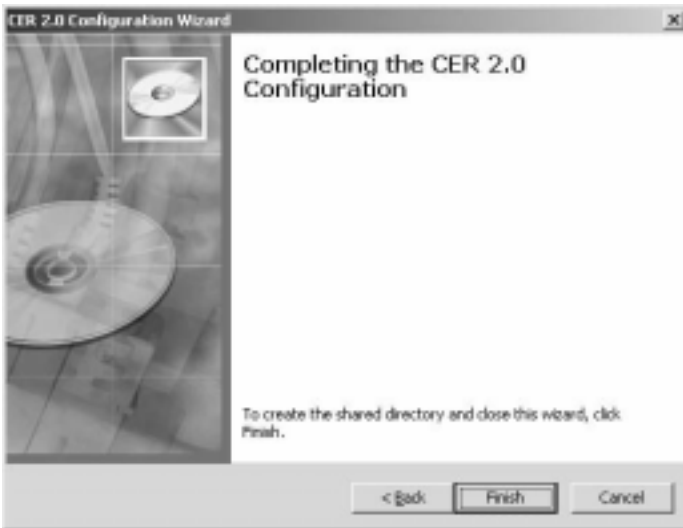 CER 2.0 Configuration Wizard
Completing the CER 2.0
Configuration
To create the shared directory and close this wizard, click
Finish.
< Back
Finish
Cancel